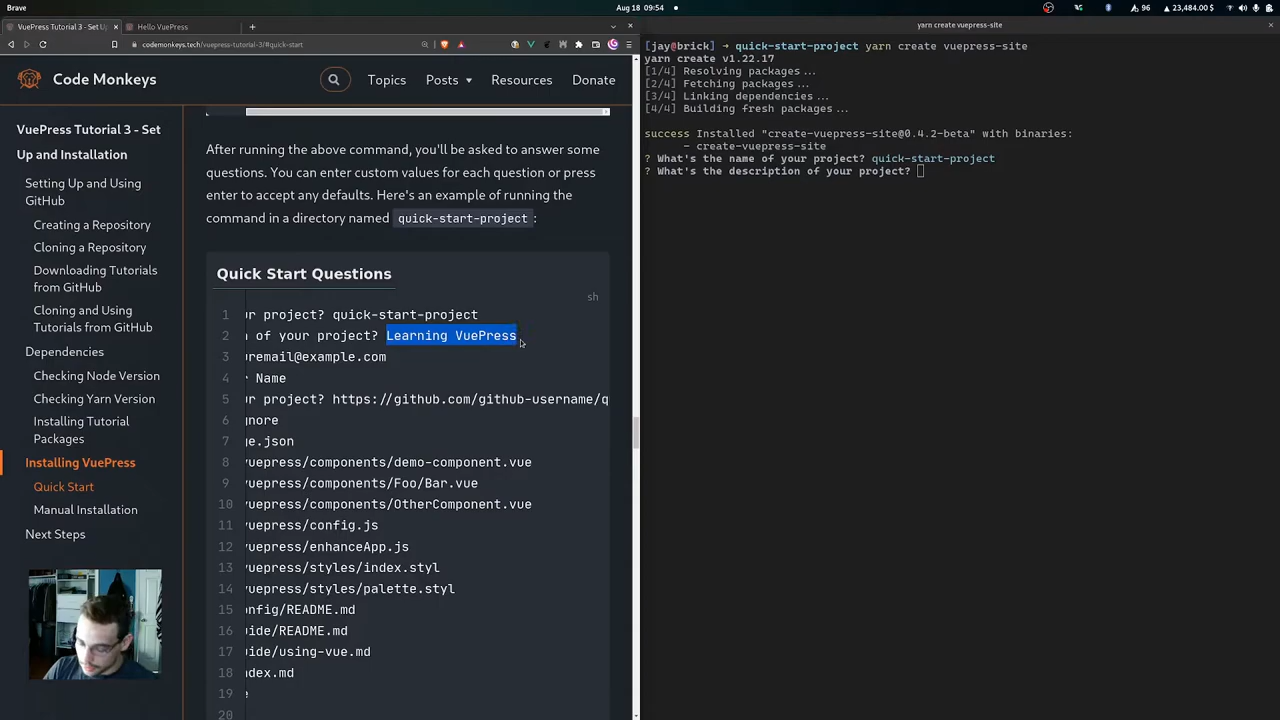 Brave
Aug 18 09:54
yarn create vuepress-site
96
23,484.00 $
VuePress Tutorial 3 - Set Up
Hello VuePress
codemonkeys.tech/vuepress-tutorial-3/#quick-start
Code Monkeys
Topics
Posts
Resources
Donate
VuePress Tutorial 3 - Set
Up and Installation
Setting Up and Using
GitHub
Creating a Repository
Cloning a Repository
Downloading Tutorials
from GitHub
Cloning and Using
Tutorials from GitHub
Dependencies
Checking Node Version
Checking Yarn Version
Installing Tutorial
Packages
Installing VuePress
Quick Start
Manual Installation
Next Steps
After running the above command, you'll be asked to answer some
questions. You can enter custom values for each question or press
enter to accept any defaults. Here's an example of running the
command in a directory named quick-start-project :
Quick Start Questions
sh
1 ur project? quick-start-project
2 n of your project? Learning VuePress
3 uremail@example.com
4 r Name
5 ur project? https://github.com/github-username/q
6 gnore
7 ge.json
8 vuepress/components/demo-component.vue
9 vuepress/components/Foo/Bar.vue
10 vuepress/components/OtherComponent.vue
11 vuepress/config.js
12 vuepress/enhanceApp.js
13 vuepress/styles/index.styl
14 vuepress/styles/palette.styl
15 onfig/README.md
16 uide/README.md
17 uide/using-vue.md
18 ndex.md
19 e
20
[jay@brick] → quick-start-project yarn create vuepress-site
yarn create v1.22.17
[1/4] Resolving packages...
[2/4] Fetching packages...
[3/4] Linking dependencies...
[4/4] Building fresh packages...
success Installed "create-vuepress-site@0.4.2-beta" with binaries:
- create-vuepress-site
? What's the name of your project? quick-start-project
? What's the description of your project?